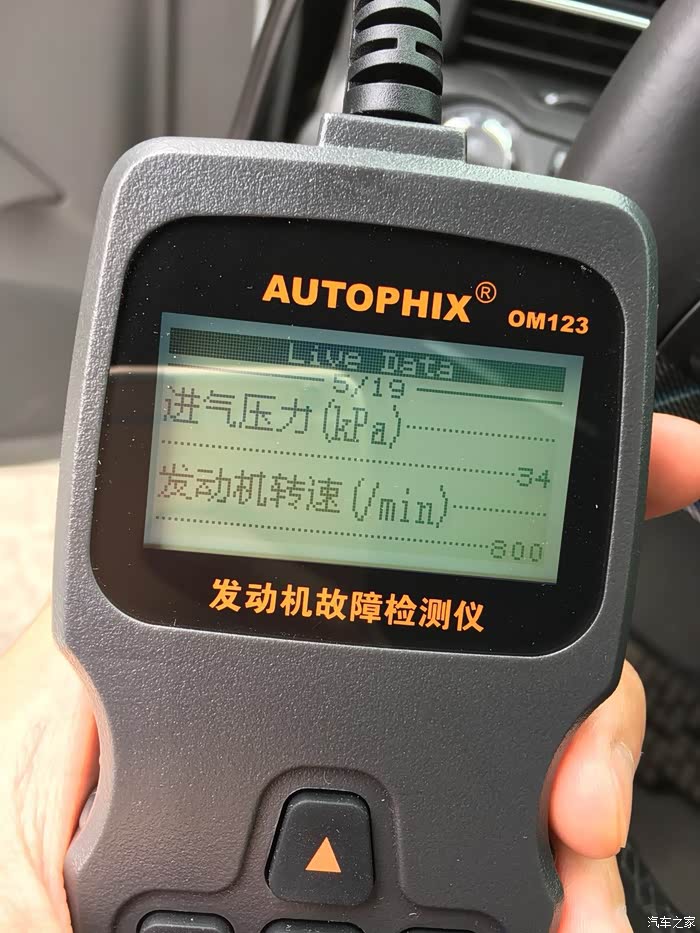 AUTOPHIX® OM123
Live Data
5/19
进气压力(kPa)
34
发动机转速(/min)
800
发动机故障检测仪
汽车之家